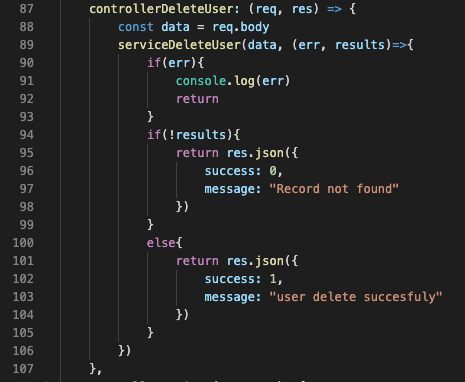 87 controllerDeleteUser: (req, res) => {
88 const data = req.body
89 serviceDeleteUser(data, (err, results)=>{
90 if(err){
91 console.log(err)
92 return
93 }
94 if(!results){
95 return res.json({
96 success: 0,
97 message: "Record not found"
98 })
99 }
100 else{
101 return res.json({
102 success: 1,
103 message: "user delete succesfuly"
104 })
105 }
106 })
107 },